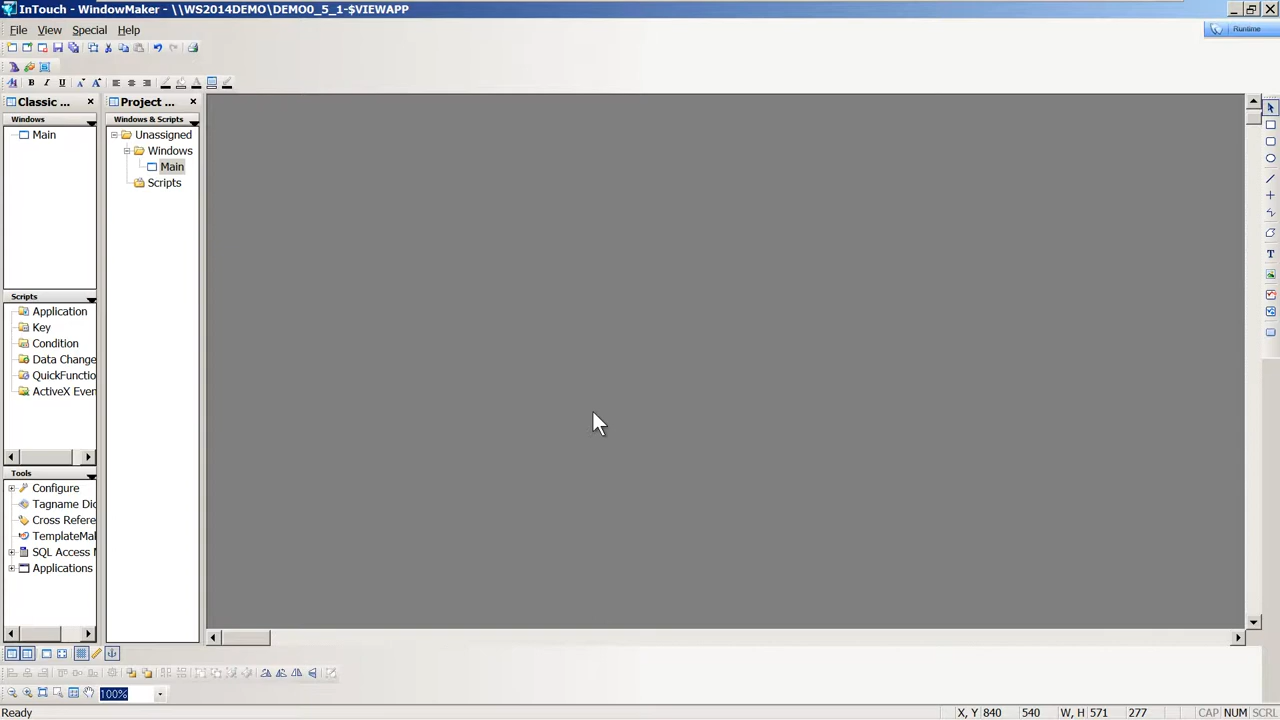 InTouch - WindowMaker - \\WS2014DEMO\DEMO0_5_1-$VIEWAPP
File View Special Help
Runtime
B I U
Classic ...
Windows
Main
Scripts
Application
Key
Condition
Data Change
QuickFunctio
ActiveX Even
Tools
Configure
Tagname Dic
Cross Refere
TemplateMal
SQL Access M
Applications
Project ...
Windows & Scripts
Unassigned
Windows
Main
Scripts
T
100%
Ready
X, Y 840 540 W, H 571 277 CAP NUM SCRL